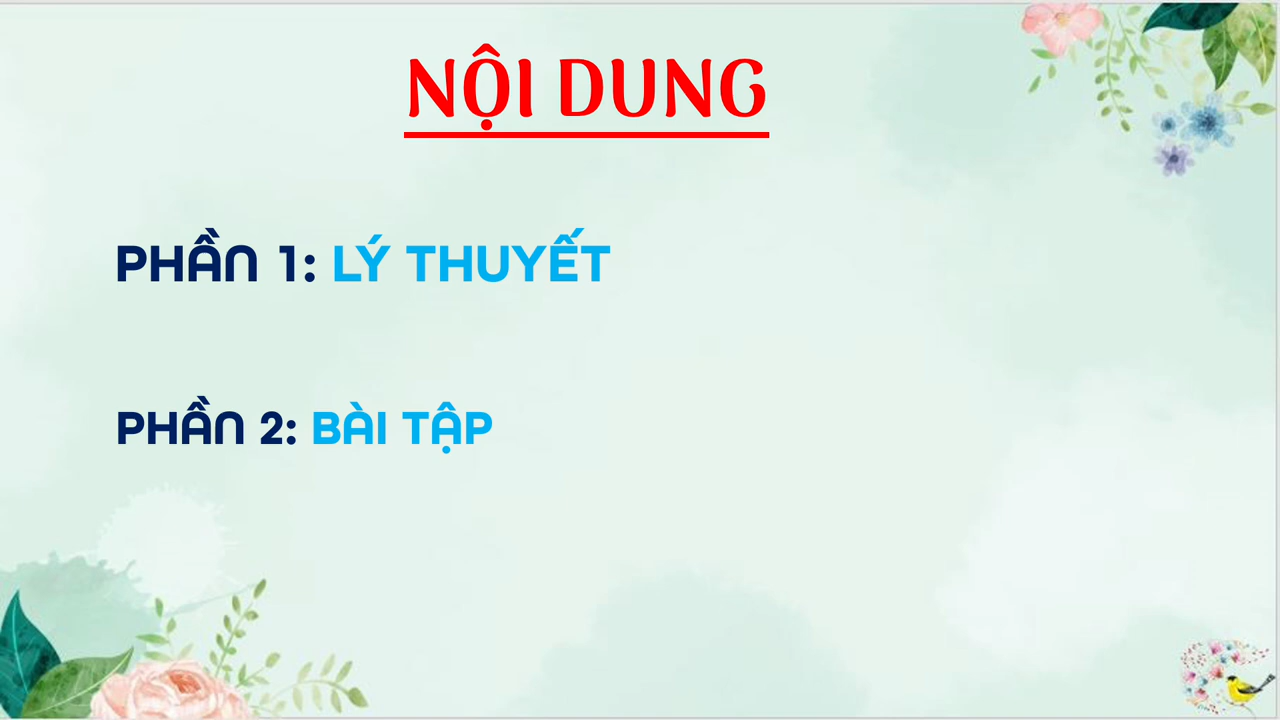 NỘI DUNG
PHẦN 1: LÝ THUYẾT
PHẦN 2: BÀI TẬP